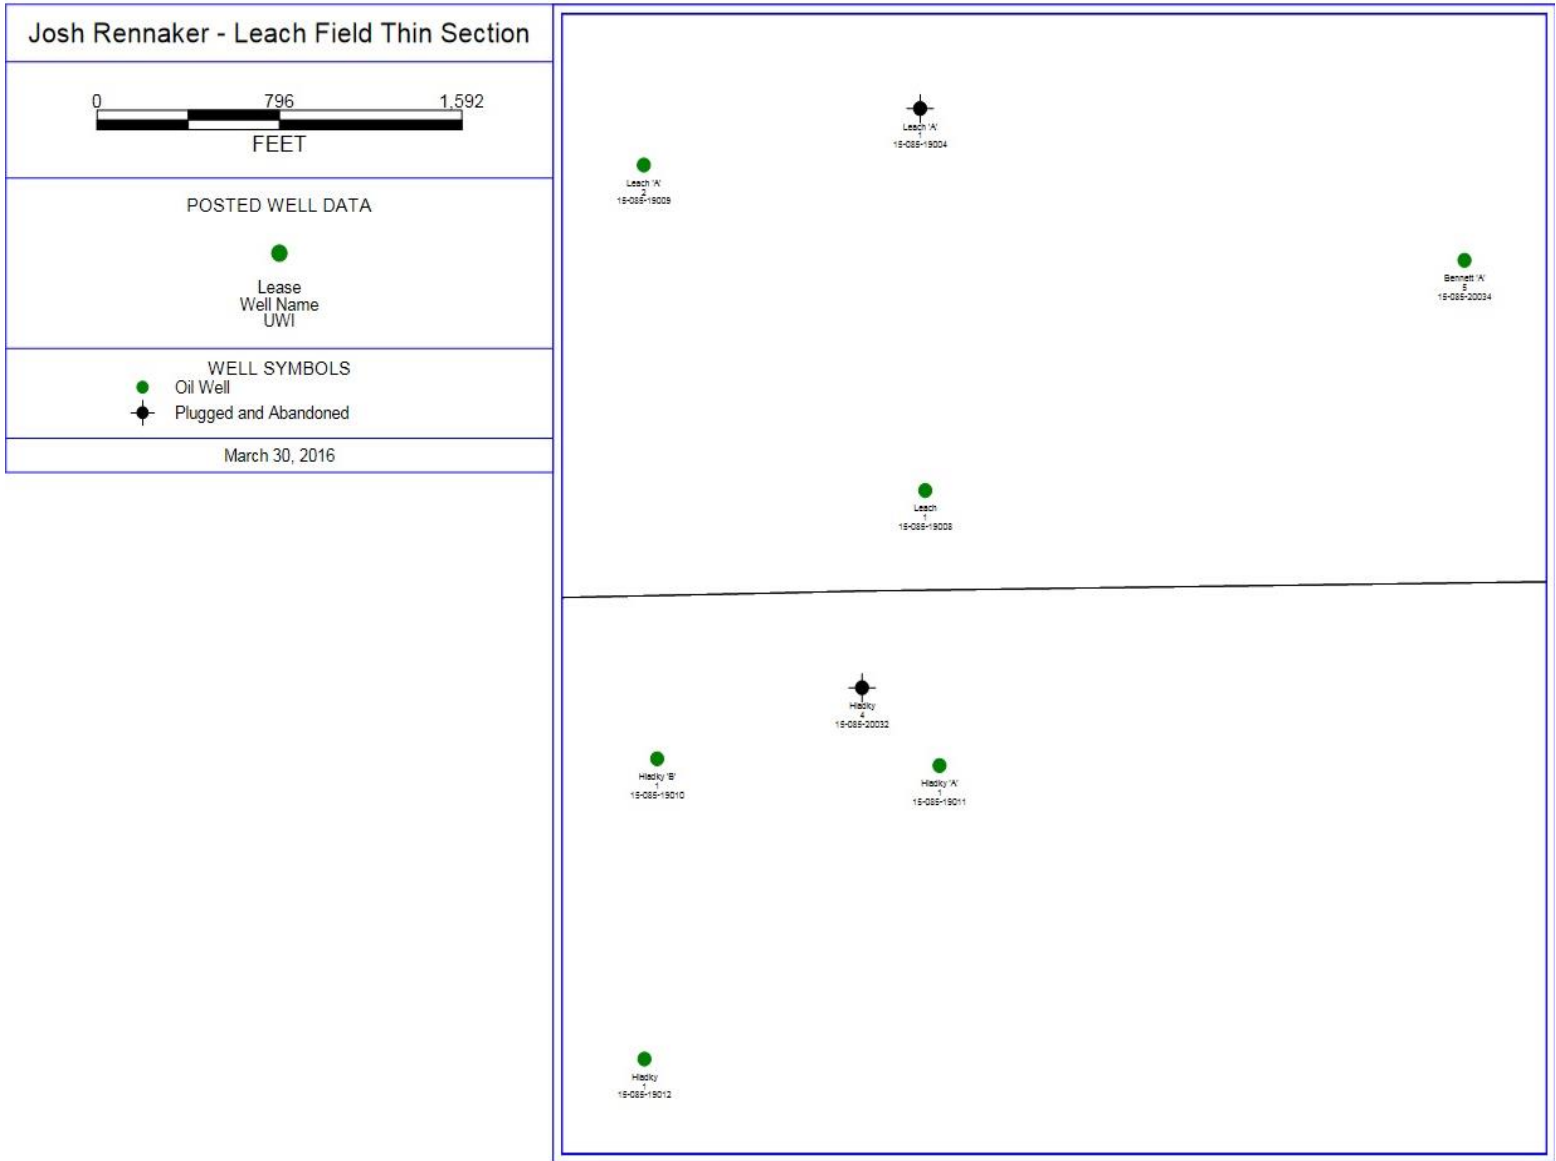 Josh Rennaker - Leach Field Thin Section
0 796 1,592
FEET
POSTED WELL DATA
Lease
Well Name
UWI
WELL SYMBOLS
Oil Well
Plugged and Abandoned
March 30, 2016
Leach 'A'
1
15-085-19004
Leach 'A'
2
15-085-19009
Bennett 'A'
5
15-085-20034
Leach
1
15-085-19008
Hladky
4
15-085-20032
Hladky 'B'
1
15-085-19010
Hladky 'A'
1
15-085-19011
Hladky
1
15-085-19012